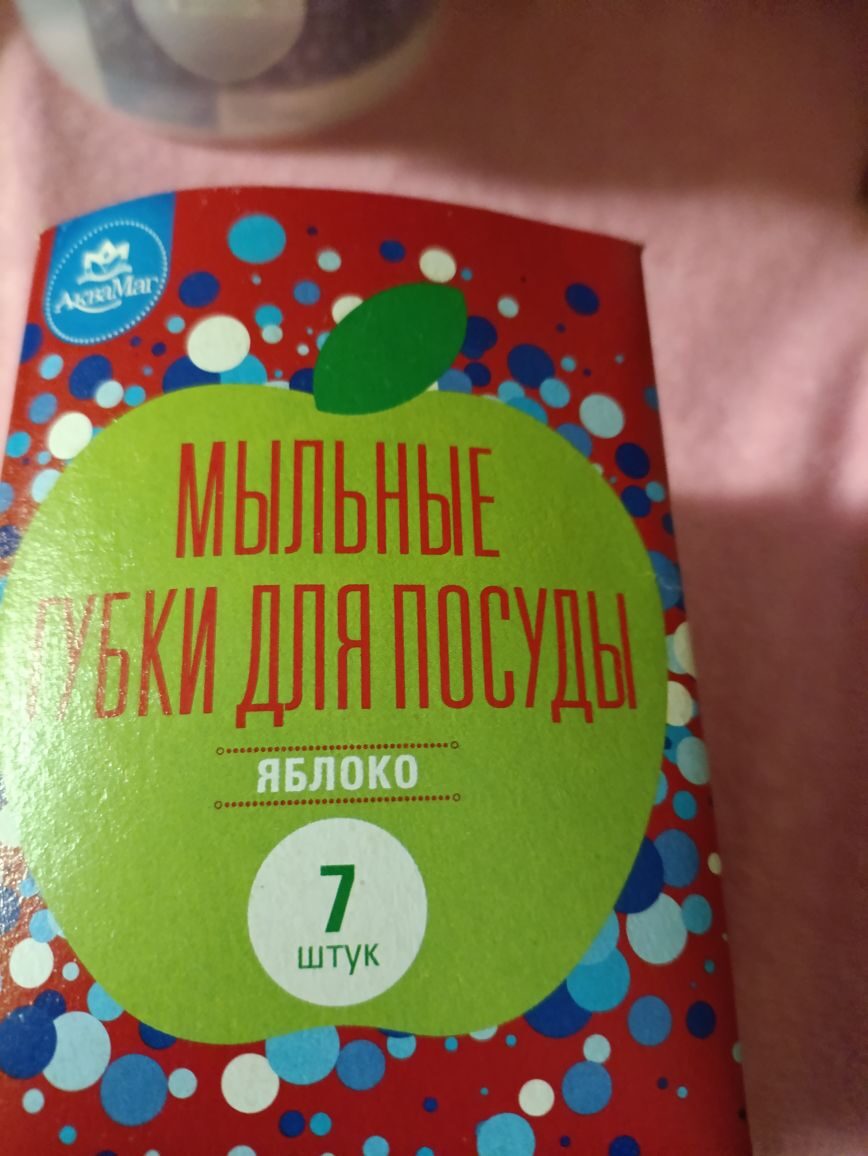 АкваМаг
МЫЛЬНЫЕ
ГУБКИ ДЛЯ ПОСУДЫ
ЯБЛОКО
7
штук